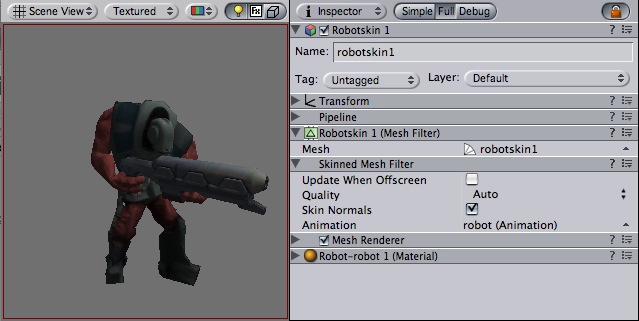 Scene View Textured Fx
Inspector Simple Full Debug
Robotskin 1 ?
Name: robotskin1
Tag: Untagged Layer: Default
Transform ?
Pipeline ?
Robotskin 1 (Mesh Filter) ?
Mesh robotskin1
Skinned Mesh Filter ?
Update When Offscreen
Quality Auto
Skin Normals
Animation robot (Animation)
Mesh Renderer ?
Robot-robot 1 (Material) ?